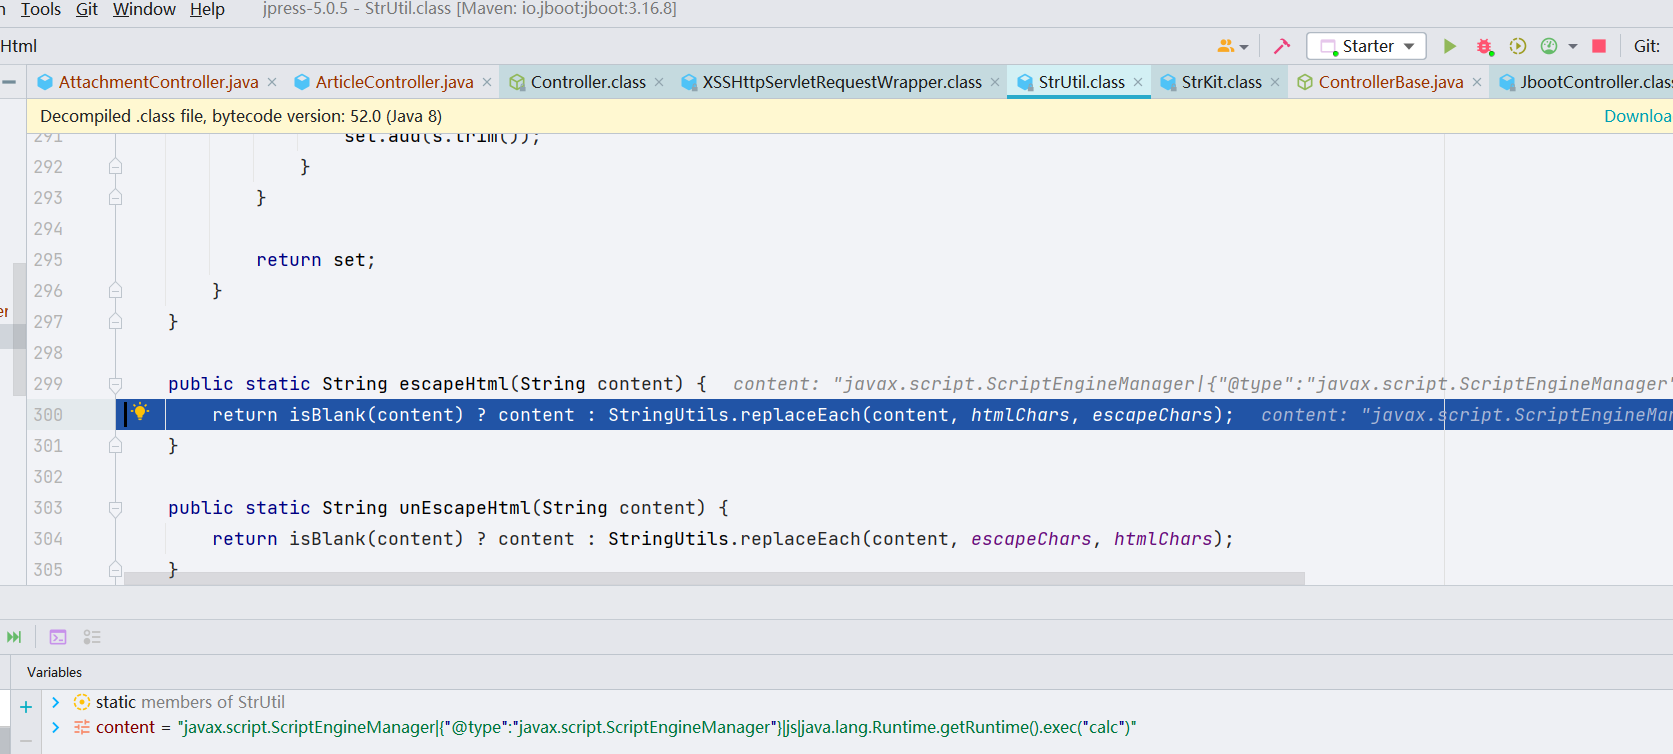 Tools Git Window Help jpress-5.0.5 - StrUtil.class [Maven: io.jboot:jboot:3.16.8]
Html Starter Git:
AttachmentController.java ArticleController.java Controller.class XSSHttpServletRequestWrapper.class StrUtil.class StrKit.class ControllerBase.java JbootController.clas
Decompiled .class file, bytecode version: 52.0 (Java 8) Downloa
291 set.add(s.trim());
292 }
293 }
294
295 return set;
296 }
297 }
298
299 public static String escapeHtml(String content) { content: "javax.script.ScriptEngineManager|{"@type":"javax.script.ScriptEngineManager"
300 return isBlank(content) ? content : StringUtils.replaceEach(content, htmlChars, escapeChars); content: "javax.script.ScriptEngineMan
301 }
302
303 public static String unEscapeHtml(String content) {
304 return isBlank(content) ? content : StringUtils.replaceEach(content, escapeChars, htmlChars);
305 }
Variables
static members of StrUtil
content = "javax.script.ScriptEngineManager|{"@type":"javax.script.ScriptEngineManager"}|js|java.lang.Runtime.getRuntime().exec("calc")"